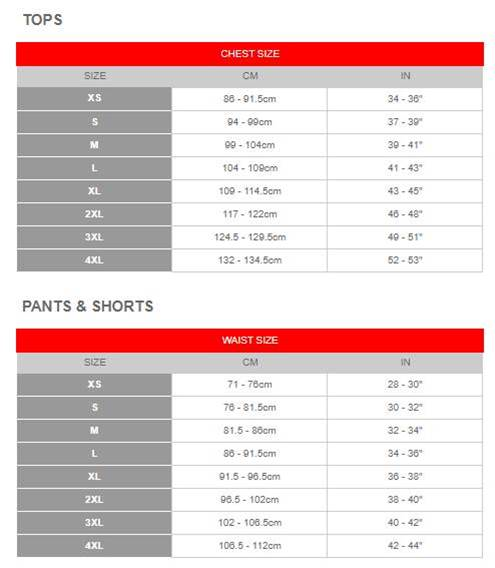 TOPS
CHEST SIZE
SIZE CM IN
XS 86 - 91.5cm 34 - 36"
S 94 - 99cm 37 - 39"
M 99 - 104cm 39 - 41"
L 104 - 109cm 41 - 43"
XL 109 - 114.5cm 43 - 45"
2XL 117 - 122cm 46 - 48"
3XL 124.5 - 129.5cm 49 - 51"
4XL 132 - 134.5cm 52 - 53"
PANTS & SHORTS
WAIST SIZE
SIZE CM IN
XS 71 - 76cm 28 - 30"
S 76 - 81.5cm 30 - 32"
M 81.5 - 86cm 32 - 34"
L 86 - 91.5cm 34 - 36"
XL 91.5 - 96.5cm 36 - 38"
2XL 96.5 - 102cm 38 - 40"
3XL 102 - 106.5cm 40 - 42"
4XL 106.5 - 112cm 42 - 44"